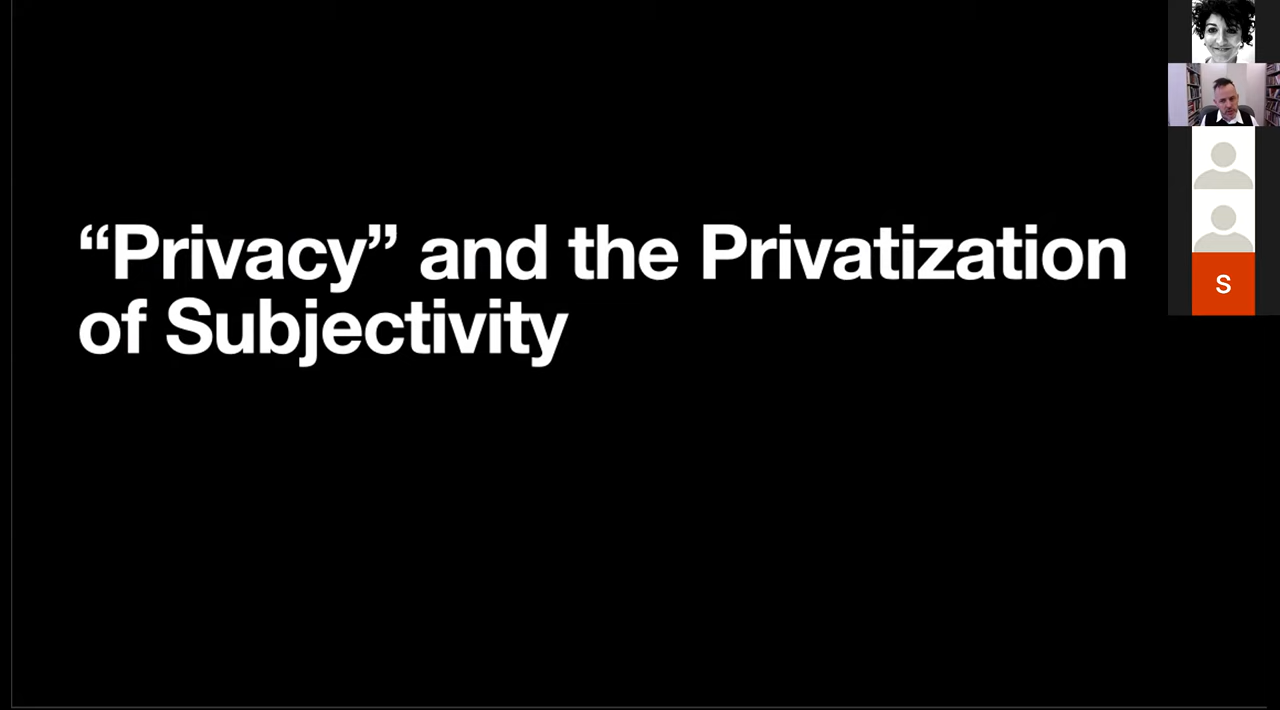 “Privacy” and the Privatization
of Subjectivity
S